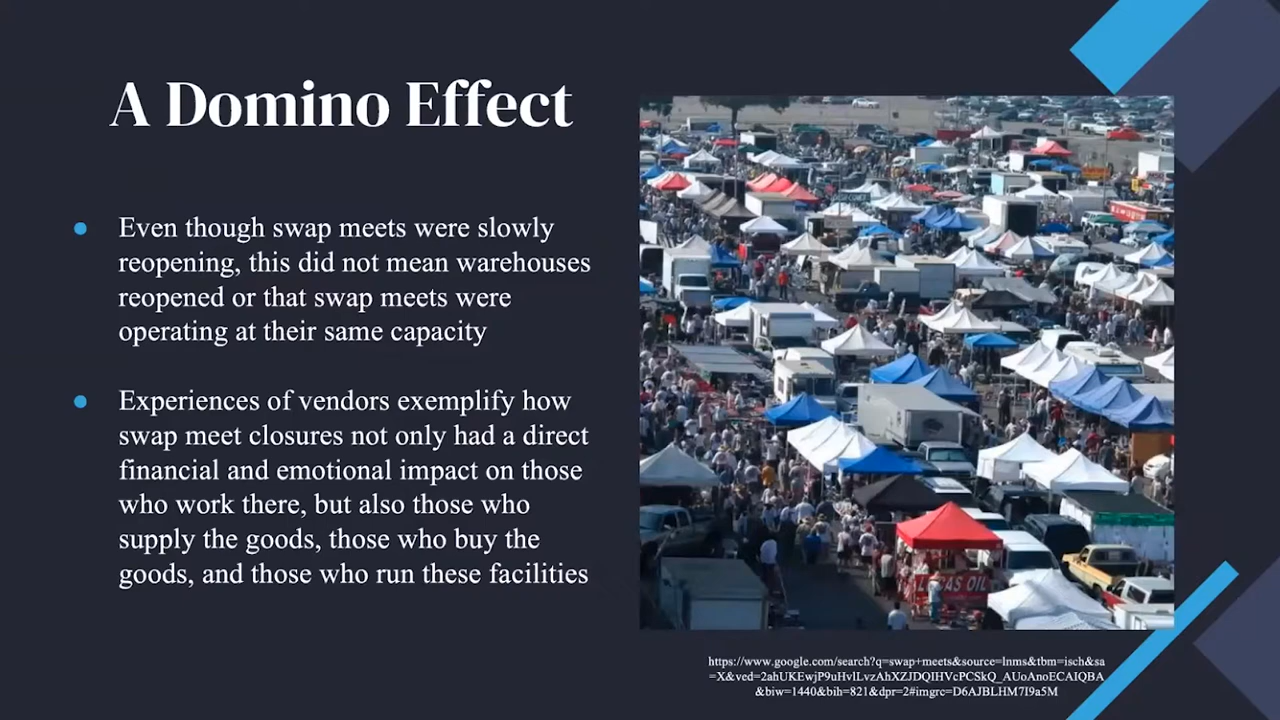 A Domino Effect
Even though swap meets were slowly
reopening, this did not mean warehouses
reopened or that swap meets were
operating at their same capacity
Experiences of vendors exemplify how
swap meet closures not only had a direct
financial and emotional impact on those
who work there, but also those who
supply the goods, those who buy the
goods, and those who run these facilities
LUCAS OIL
https://www.google.com/search?q=swap+meets&source=lnms&tbm=isch&sa
=X&ved=2ahUKEwjP9uHvlLvzAhXZJDQIHVcPCSkQ_AUoAnoECAIQBA
&biw=1440&bih=821&dpr=2#imgrc=D6AJBLHM7I9a5M